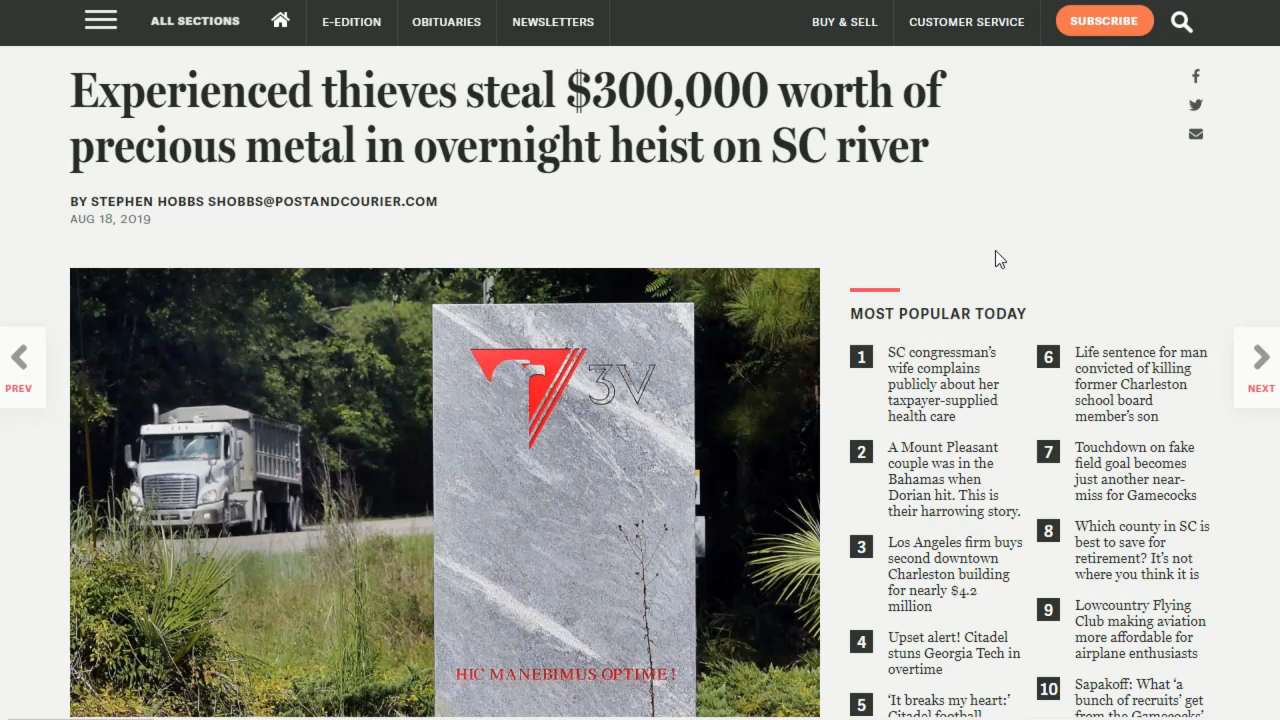 ALL SECTIONS
E-EDITION
OBITUARIES
NEWSLETTERS
BUY & SELL
CUSTOMER SERVICE
SUBSCRIBE
Experienced thieves steal $300,000 worth of
precious metal in overnight heist on SC river
BY STEPHEN HOBBS SHOBBS@POSTANDCOURIER.COM
AUG 18, 2019
3V
HIC MANEBIMUS OPTIME!
PREV
NEXT
MOST POPULAR TODAY
1
SC congressman's
wife complains
publicly about her
taxpayer-supplied
health care
2
A Mount Pleasant
couple was in the
Bahamas when
Dorian hit. This is
their harrowing story.
3
Los Angeles firm buys
second downtown
Charleston building
for nearly $4.2
million
4
Upset alert! Citadel
stuns Georgia Tech in
overtime
5
‘It breaks my heart:’
Citadel football
6
Life sentence for man
convicted of killing
former Charleston
school board
member's son
7
Touchdown on fake
field goal becomes
just another near-
miss for Gamecocks
8
Which county in SC is
best to save for
retirement? It's not
where you think it is
9
Lowcountry Flying
Club making aviation
more affordable for
airplane enthusiasts
10
Sapakoff: What ‘a
bunch of recruits’ get
from the Gamecocks’